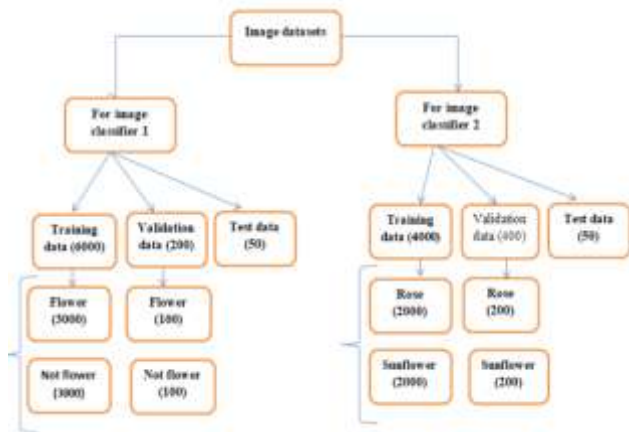 Image datasets
For image
classifier 1
For image
classifier 2
Training
data (6000)
Validation
data (200)
Test data
(50)
Training
data (4000)
Validation
data (400)
Test data
(50)
Flower
(3000)
Flower
(100)
Rose
(2000)
Rose
(200)
Not flower
(3000)
Not flower
(100)
Sunflower
(2000)
Sunflower
(200)